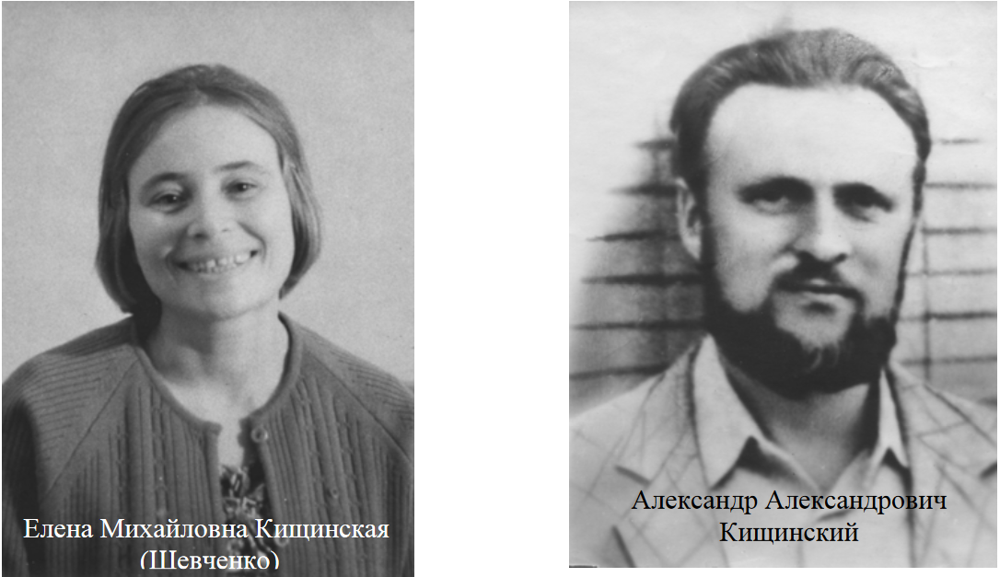 Елена Михайловна Кищинская
(Шевченко)
Александр Александрович
Кищинский